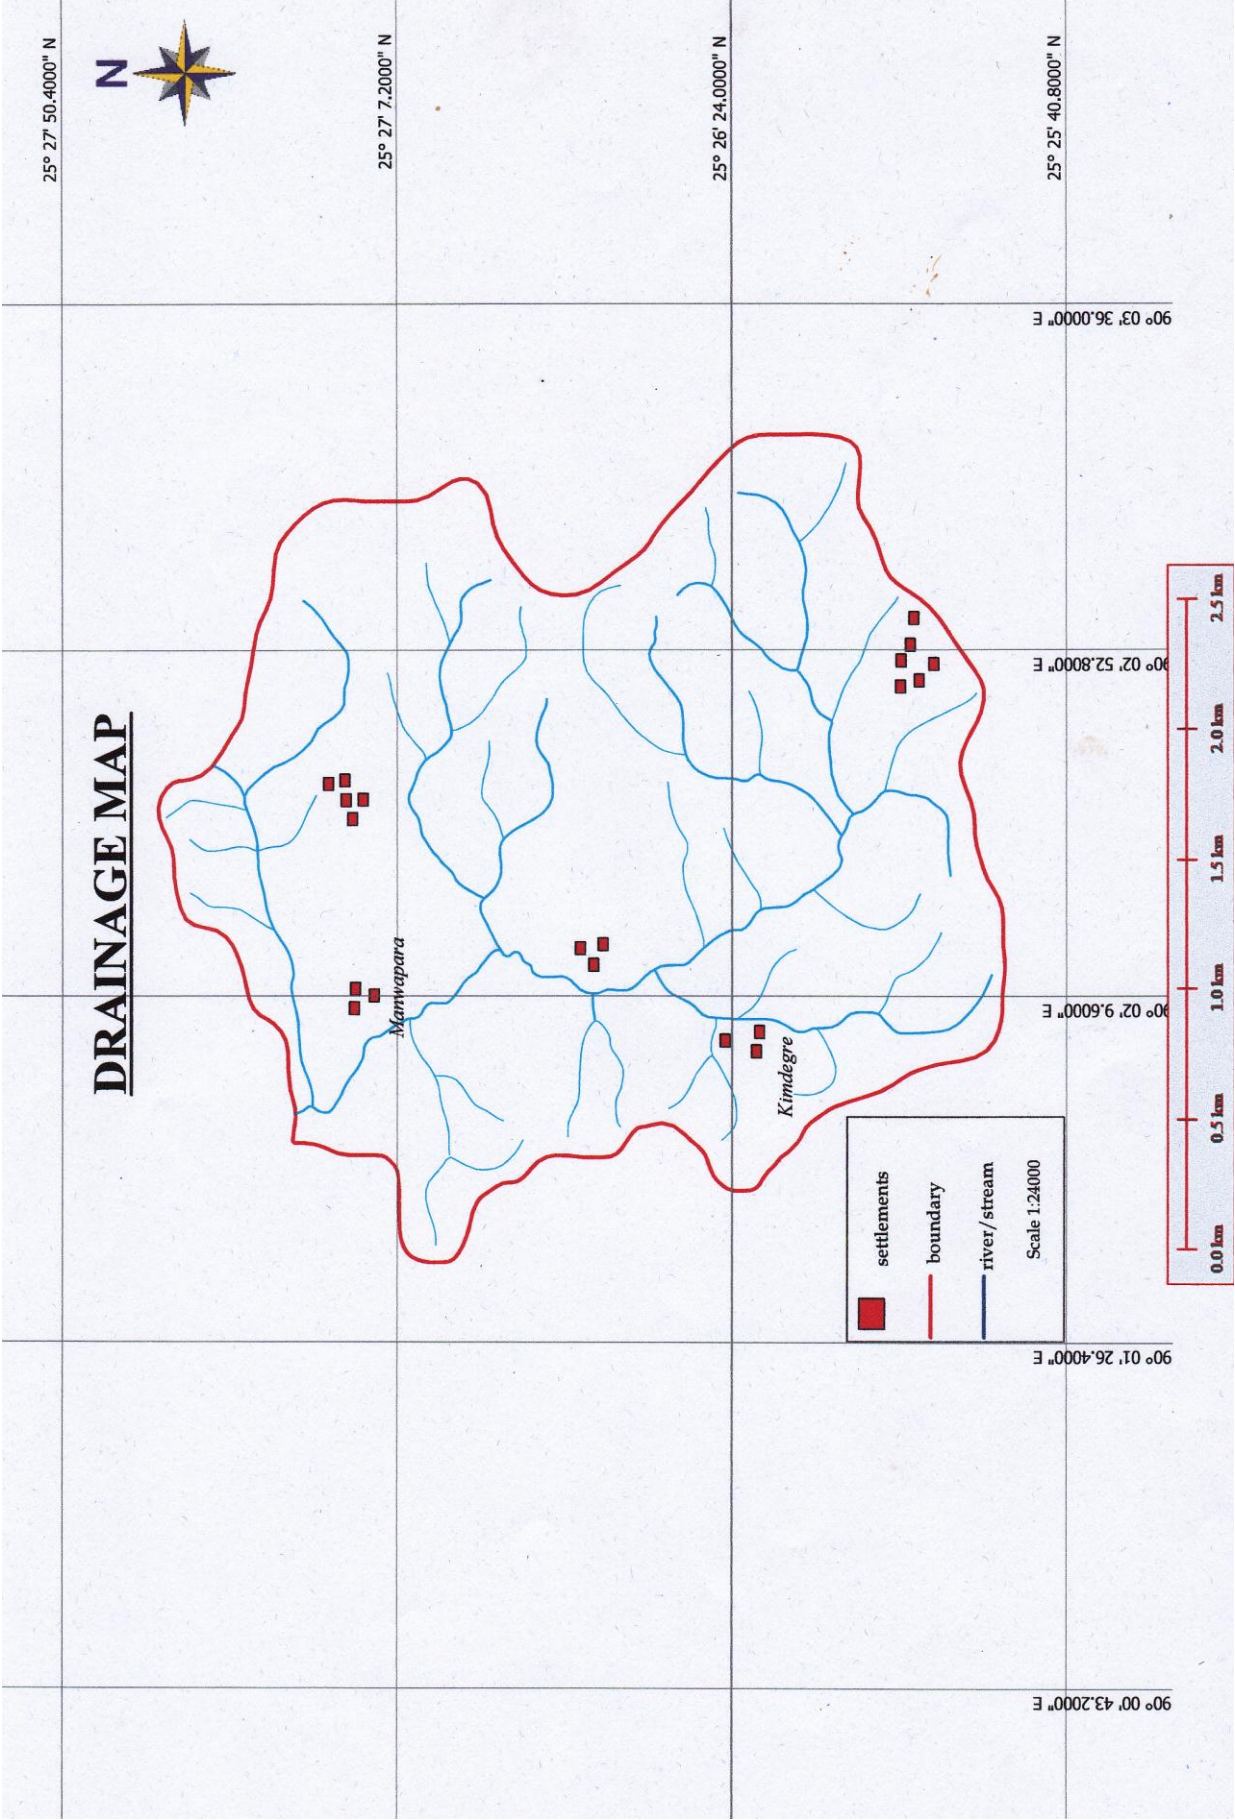 DRAINAGE MAP
N
25° 27' 50.4000" N
25° 27' 7.2000" N
25° 26' 24.0000" N
25° 25' 40.8000" N
90° 00' 43.2000" E
90° 01' 26.4000" E
90° 02' 9.6000" E
90° 02' 52.8000" E
90° 03' 36.0000" E
Manwapara
Kimdegre
settlements
boundary
river/stream
Scale 1:24000
0.0 km
0.5 km
1.0 km
1.5 km
2.0 km
2.5 km